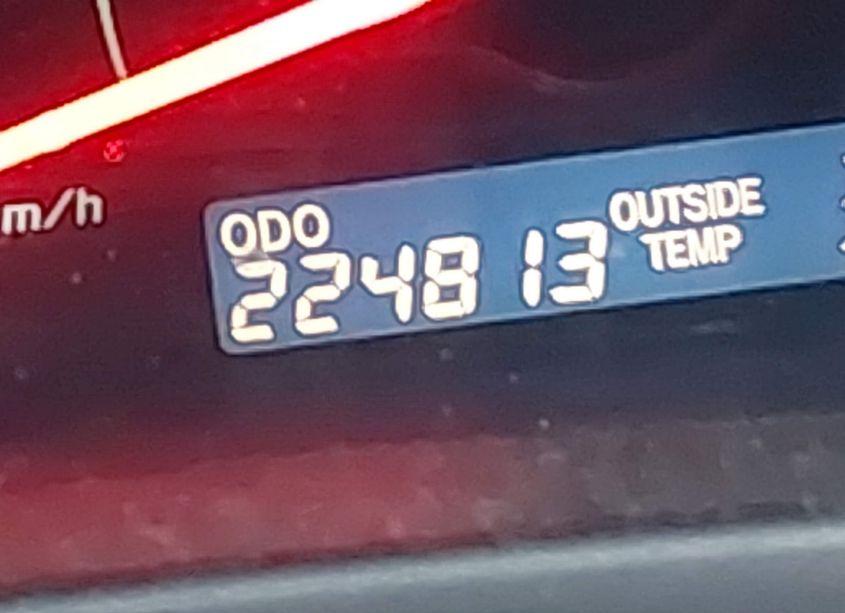 m/h
ODO
OUTSIDE
TEMP
224813